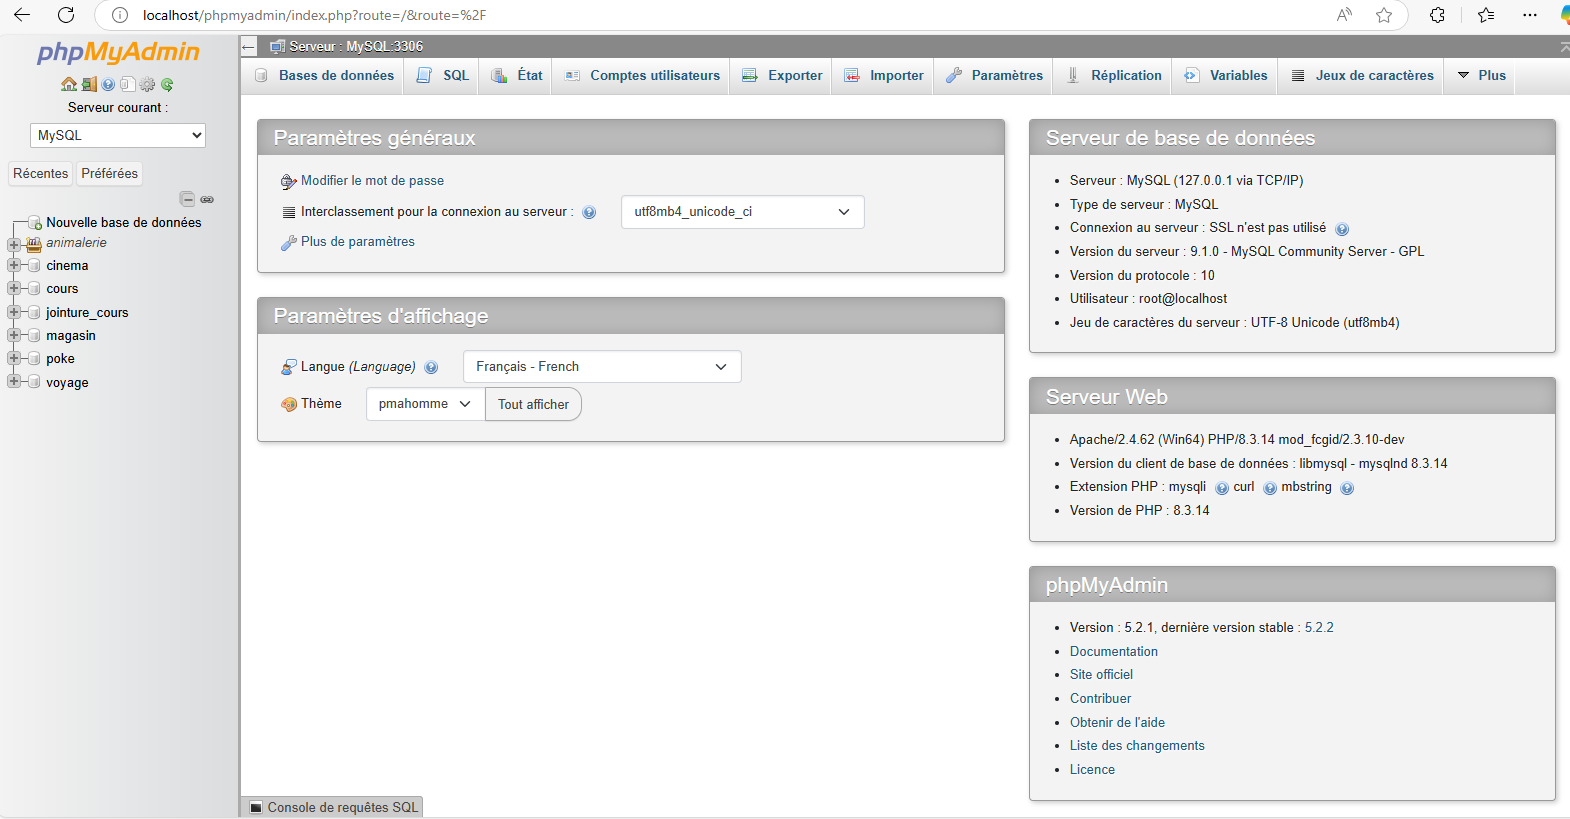 localhost/phpmyadmin/index.php?route=/&route=%2F
phpMyAdmin
Serveur courant :
MySQL
Récentes
Préférées
Nouvelle base de données
animalerie
cinema
cours
jointure_cours
magasin
poke
voyage
Serveur : MySQL:3306
Bases de données SQL État Comptes utilisateurs Exporter Importer Paramètres Réplication Variables Jeux de caractères Plus
Paramètres généraux
Modifier le mot de passe
Interclassement pour la connexion au serveur : utf8mb4_unicode_ci
Plus de paramètres
Paramètres d'affichage
Langue (Language) Français - French
Thème pmahomme Tout afficher
Serveur de base de données
Serveur : MySQL (127.0.0.1 via TCP/IP)
Type de serveur : MySQL
Connexion au serveur : SSL n'est pas utilisé
Version du serveur : 9.1.0 - MySQL Community Server - GPL
Version du protocole : 10
Utilisateur : root@localhost
Jeu de caractères du serveur : UTF-8 Unicode (utf8mb4)
Serveur Web
Apache/2.4.62 (Win64) PHP/8.3.14 mod_fcgid/2.3.10-dev
Version du client de base de données : libmysql - mysqlnd 8.3.14
Extension PHP : mysqli curl mbstring
Version de PHP : 8.3.14
phpMyAdmin
Version : 5.2.1, dernière version stable : 5.2.2
Documentation
Site officiel
Contribuer
Obtenir de l'aide
Liste des changements
Licence
Console de requêtes SQL